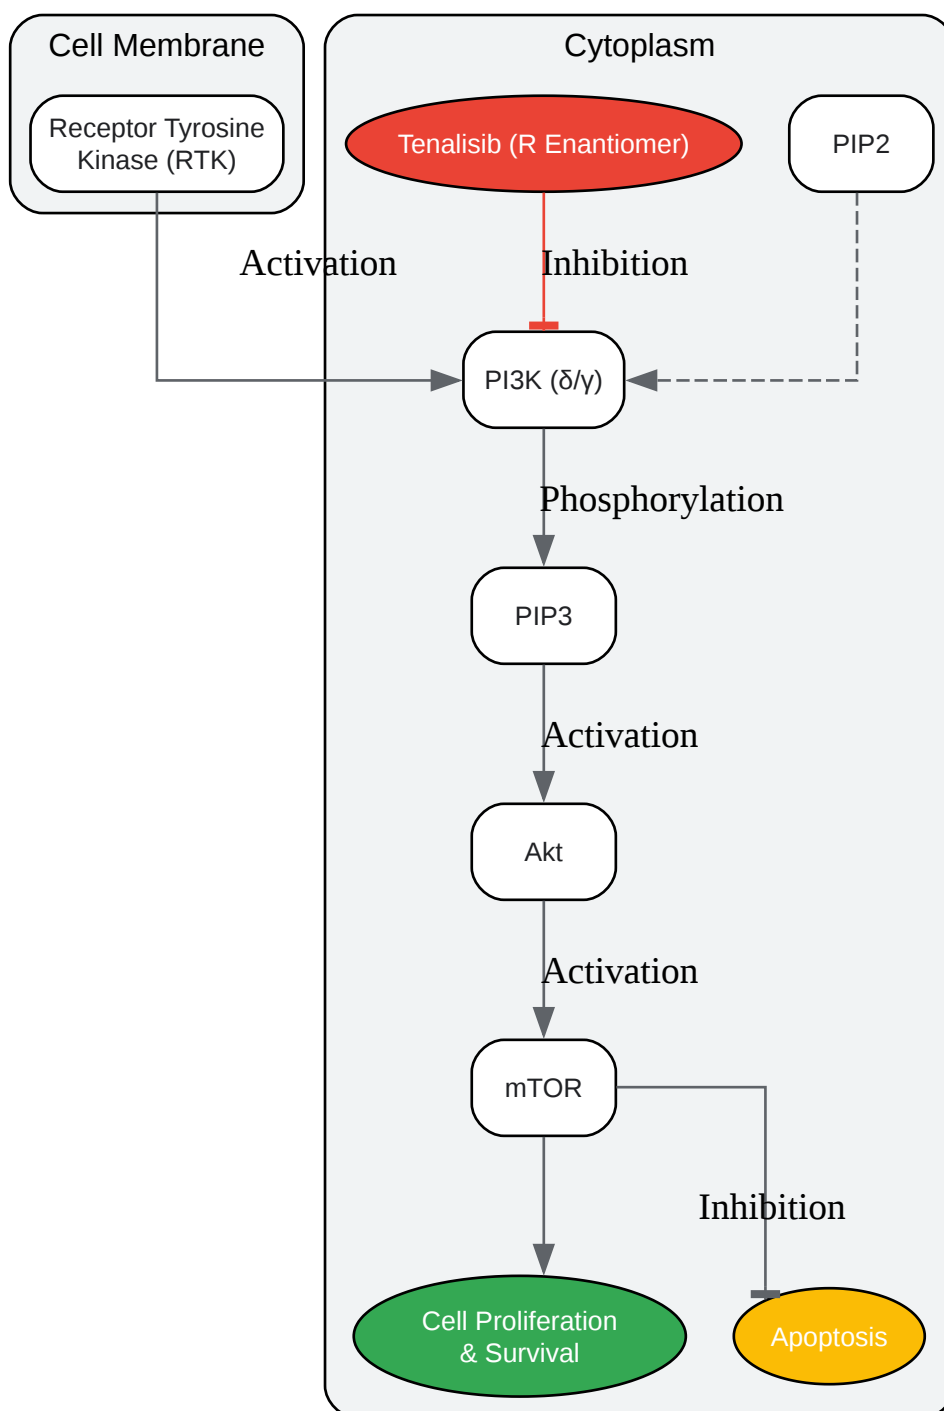 Cell Membrane
Cytoplasm
Receptor Tyrosine
Kinase (RTK)
Tenalisib (R Enantiomer)
PIP2
Activation
Inhibition
PI3K (δ/γ)
Phosphorylation
PIP3
Activation
Akt
Activation
mTOR
Inhibition
Cell Proliferation
& Survival
Apoptosis